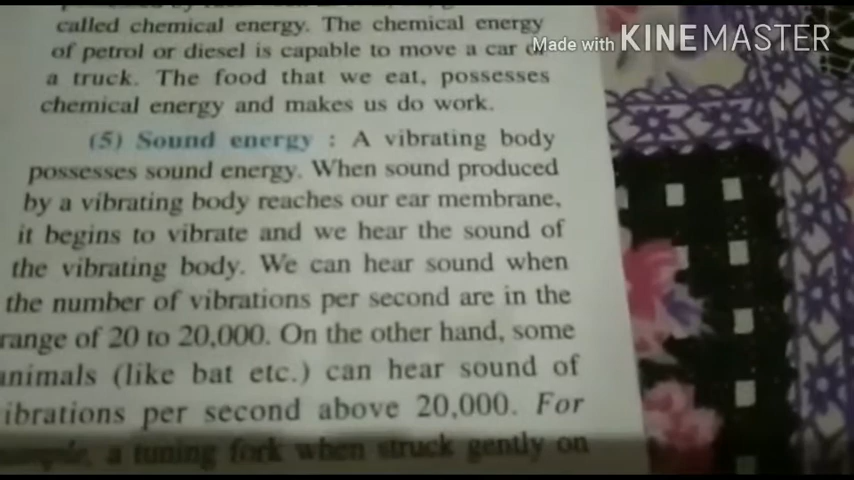 called chemical energy. The chemical energy
of petrol or diesel is capable to move a car or
a truck. The food that we eat, possesses
chemical energy and makes us do work.
(5) Sound energy : A vibrating body
possesses sound energy. When sound produced
by a vibrating body reaches our ear membrane,
it begins to vibrate and we hear the sound of
the vibrating body. We can hear sound when
the number of vibrations per second are in the
range of 20 to 20,000. On the other hand, some
animals (like bat etc.) can hear sound of
ibrations per second above 20,000. For
a tuning fork when struck gently on
Made with KINEMASTER